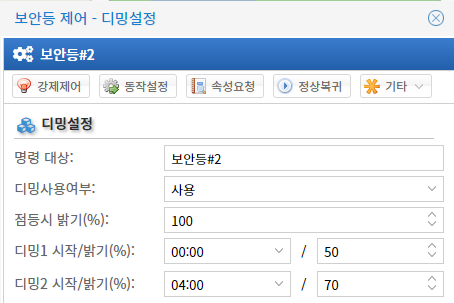 보안등 제어 - 디밍설정
보안등#2
강제제어 동작설정 속성요청 정상복귀 기타
디밍설정
명령 대상: 보안등#2
디밍사용여부: 사용
점등시 밝기(%): 100
디밍1 시작/밝기(%): 00:00 / 50
디밍2 시작/밝기(%): 04:00 / 70